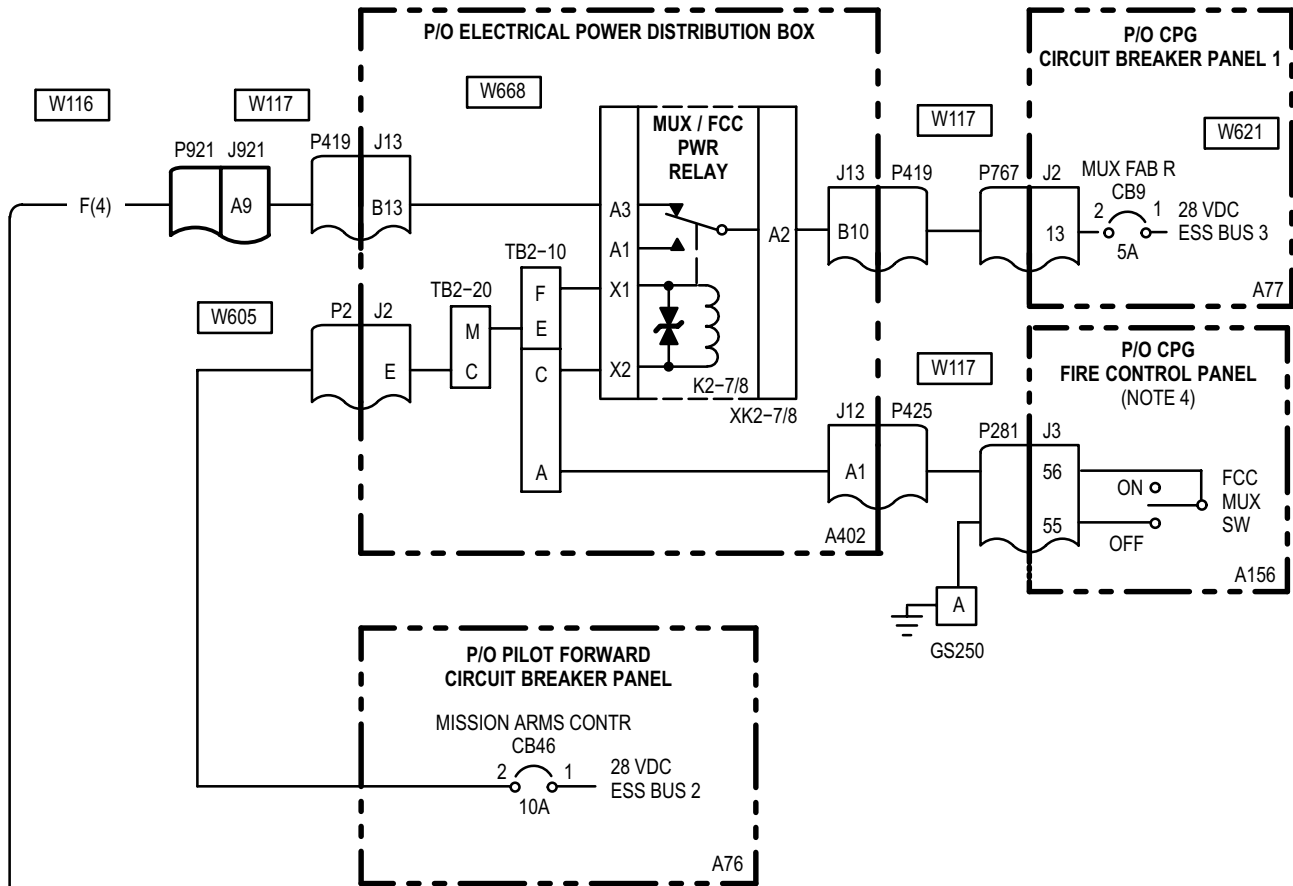 P/O ELECTRICAL POWER DISTRIBUTION BOX
P/O CPG
CIRCUIT BREAKER PANEL 1
W116
W117
W668
MUX / FCC
PWR
RELAY
W117
W621
P921 J921
P419 J13
J13 P419
P767 J2
MUX FAB R
CB9
F(4)
A9
B13
A3
A1
A2
B10
13
2 1
5A
28 VDC
ESS BUS 3
A77
TB2−10
TB2−20
F
E
X1
W605
P2 J2
M
C
E
C
X2
K2−7/8
XK2−7/8
W117
P/O CPG
FIRE CONTROL PANEL
(NOTE 4)
J12 P425
P281 J3
A
A1
56
55
ON
OFF
FCC
MUX
SW
A402
A156
A
GS250
P/O PILOT FORWARD
CIRCUIT BREAKER PANEL
MISSION ARMS CONTR
CB46
2 1
10A
28 VDC
ESS BUS 2
A76